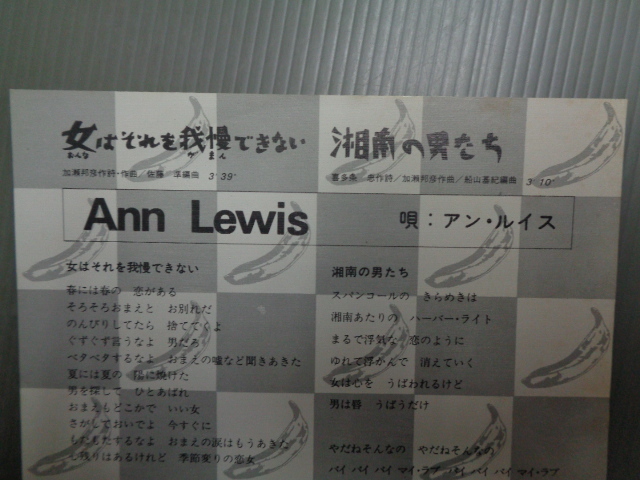 女はそれを我慢できない
おんな
がまん
湘南の男たち
加瀬邦彦作詩・作曲/佐藤 準編曲 3′39″
喜多條 忠作詩/加瀬邦彦作曲/船山基紀編曲 3′10″
Ann Lewis
唄:アン・ルイス
女はそれを我慢できない
春には春の 恋がある
そろそろおまえと お別れだ
のんびりしてたら 捨ててくよ
ぐずぐず言うなよ 男だろ
ベタベタするなよ おまえの嘘など聞きあきた
夏には夏の 陽に焼けた
男を探して ひとあばれ
おまえもどこかで いい女
さがしておいでよ 今すぐに
もたもたするなよ おまえの涙はもうあきた
心残りはあるけれど 季節変りの恋女
湘南の男たち
スパンコールの きらめきは
湘南あたりの ハーバー・ライト
まるで浮気な 恋のように
ゆれて浮かんで 消えていく
女は心を うばわれるけど
男は唇 うばうだけ
やだねそんなの やだねそんなの
バイ バイ バイ マイ・ラブ バイ バイ バイ マイ・ラブ